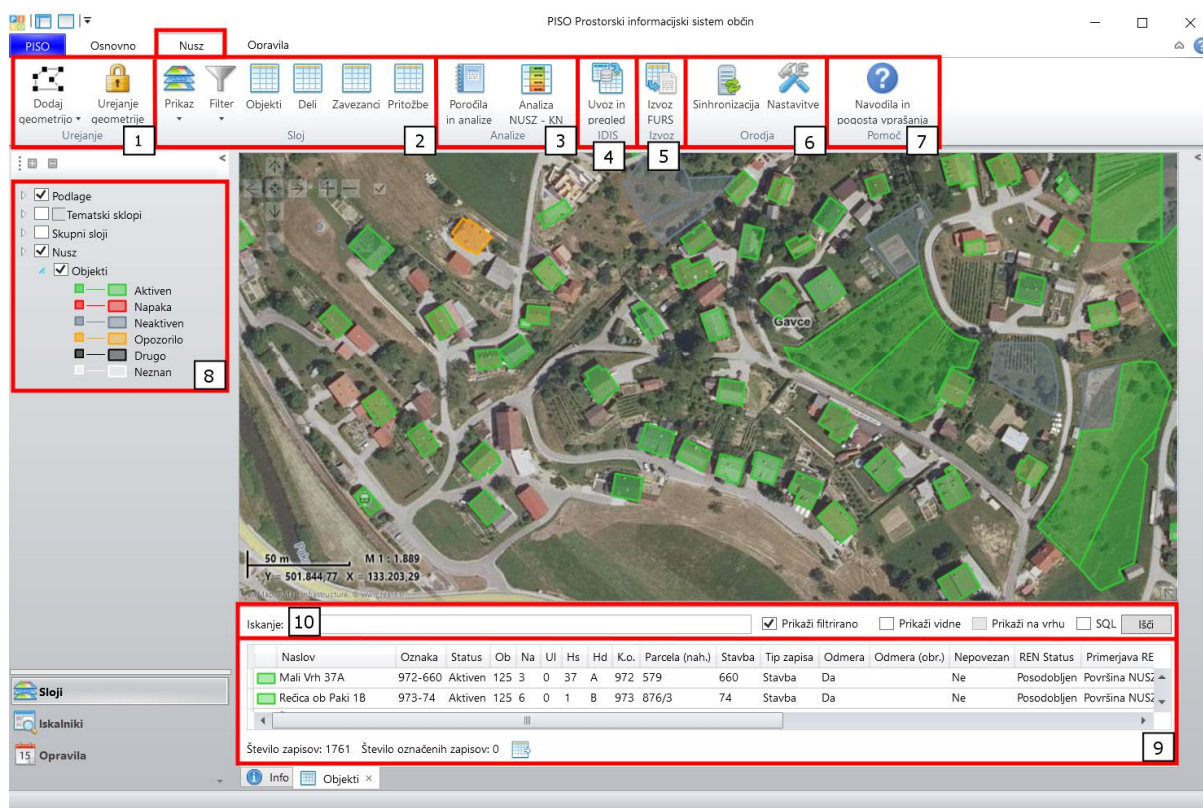 PISO Prostorski informacijski sistem občin
PISO Osnovno Nusz Opravila
Dodaj geometrijo
Urejanje geometrije
Urejanje
1
Prikaz Filter Objekti Deli Zavezanci Pritožbe
Sloj
2
Poročila in analize
Analiza NUSZ - KN
Analize
3
Uvoz in pregled
IDIS
4
Izvoz FURS
Izvoz
5
Sinhronizacija Nastavitve
Orodja
6
Navodila in pogosta vprašanja
Pomoč
7
Podlage
Tematski sklopi
Skupni sloji
Nusz
Objekti
Aktiven
Napaka
Neaktiven
Opozorilo
Drugo
Neznan
8
Gavce
50 m M 1 : 1.889
Y = 501.844,77 X = 133.203,29
Iskanje: 10 Prikaži filtrirano Prikaži vidne Prikaži na vrhu SQL Išči
Naslov Oznaka Status Ob Na Ul Hs Hd K.o. Parcela (nah.) Stavba Tip zapisa Odmera Odmera (obr.) Nepovezan REN Status Primerjava RE
Mali Vrh 37A 972-660 Aktiven 125 3 0 37 A 972 579 660 Stavba Da Ne Posodobljen Površina NUSZ
Rečica ob Paki 1B 973-74 Aktiven 125 6 0 1 B 973 876/3 74 Stavba Da Ne Posodobljen Površina NUSZ
Število zapisov: 1761 Število označenih zapisov: 0
9
Sloji
Iskalniki
15 Opravila
Info Objekti